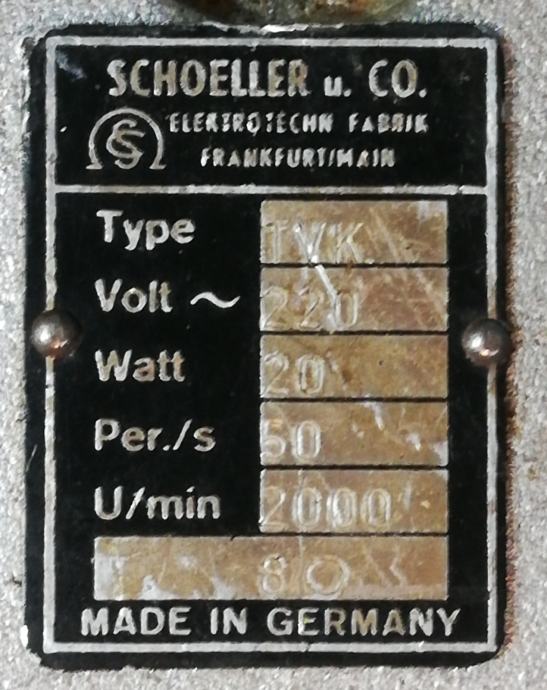 SCHOELLER u. CO.
ELEKTROTECHN FABRIK
FRANKFURT/MAIN
Type TVK
Volt ~ 220
Watt 20
Per./s 50
U/min 2000
T. 80
MADE IN GERMANY